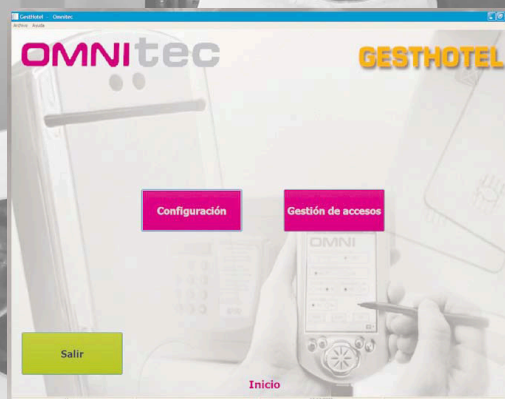 GestHotel Omnitec
Archivo Ayuda
OMNITEC
GESTHOTEL
Configuración
Gestión de accesos
OMNI
Salir
Inicio